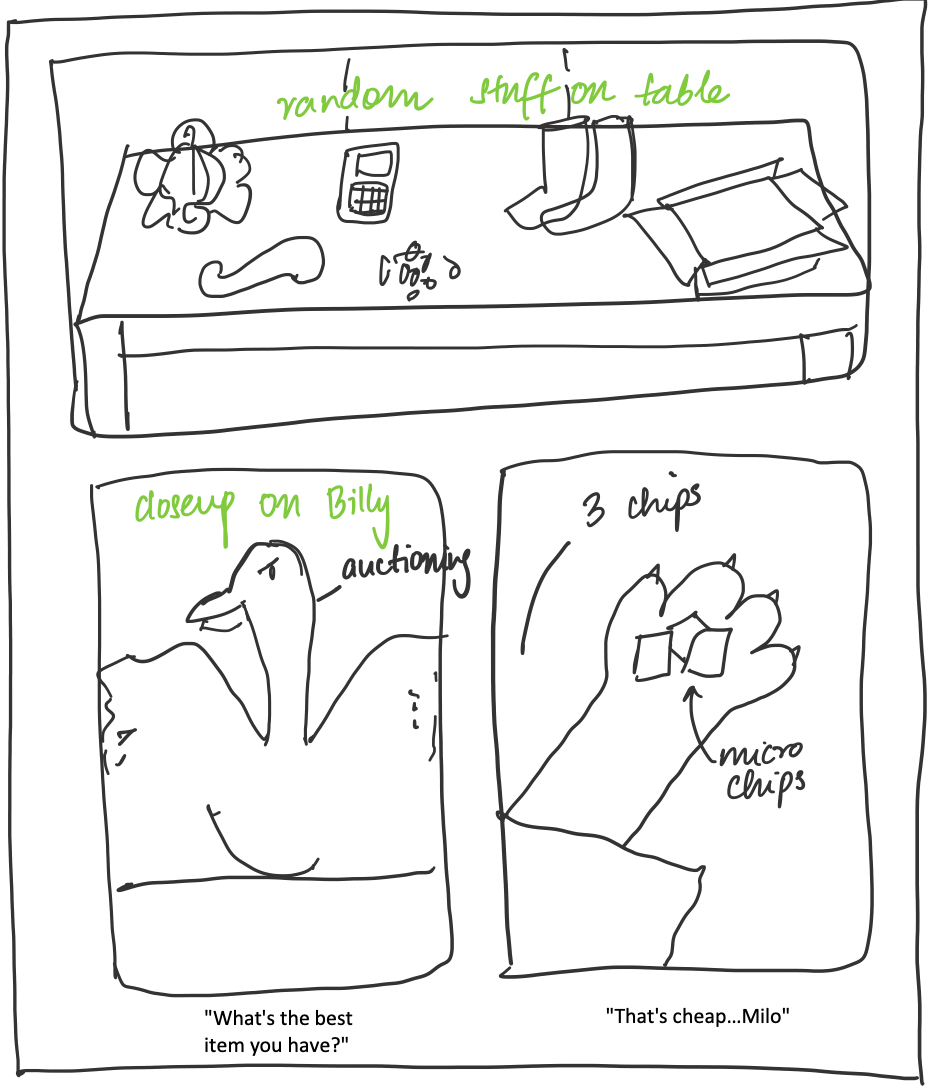 random stuff on table
closeup on Billy
auctioning
"What's the best
item you have?"
3 chips
micro
chips
"That's cheap...Milo"